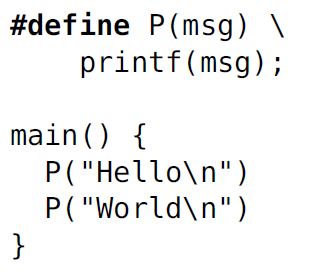 #define P(msg) \
    printf(msg);

main() {
  P("Hello\n")
  P("World\n")
}